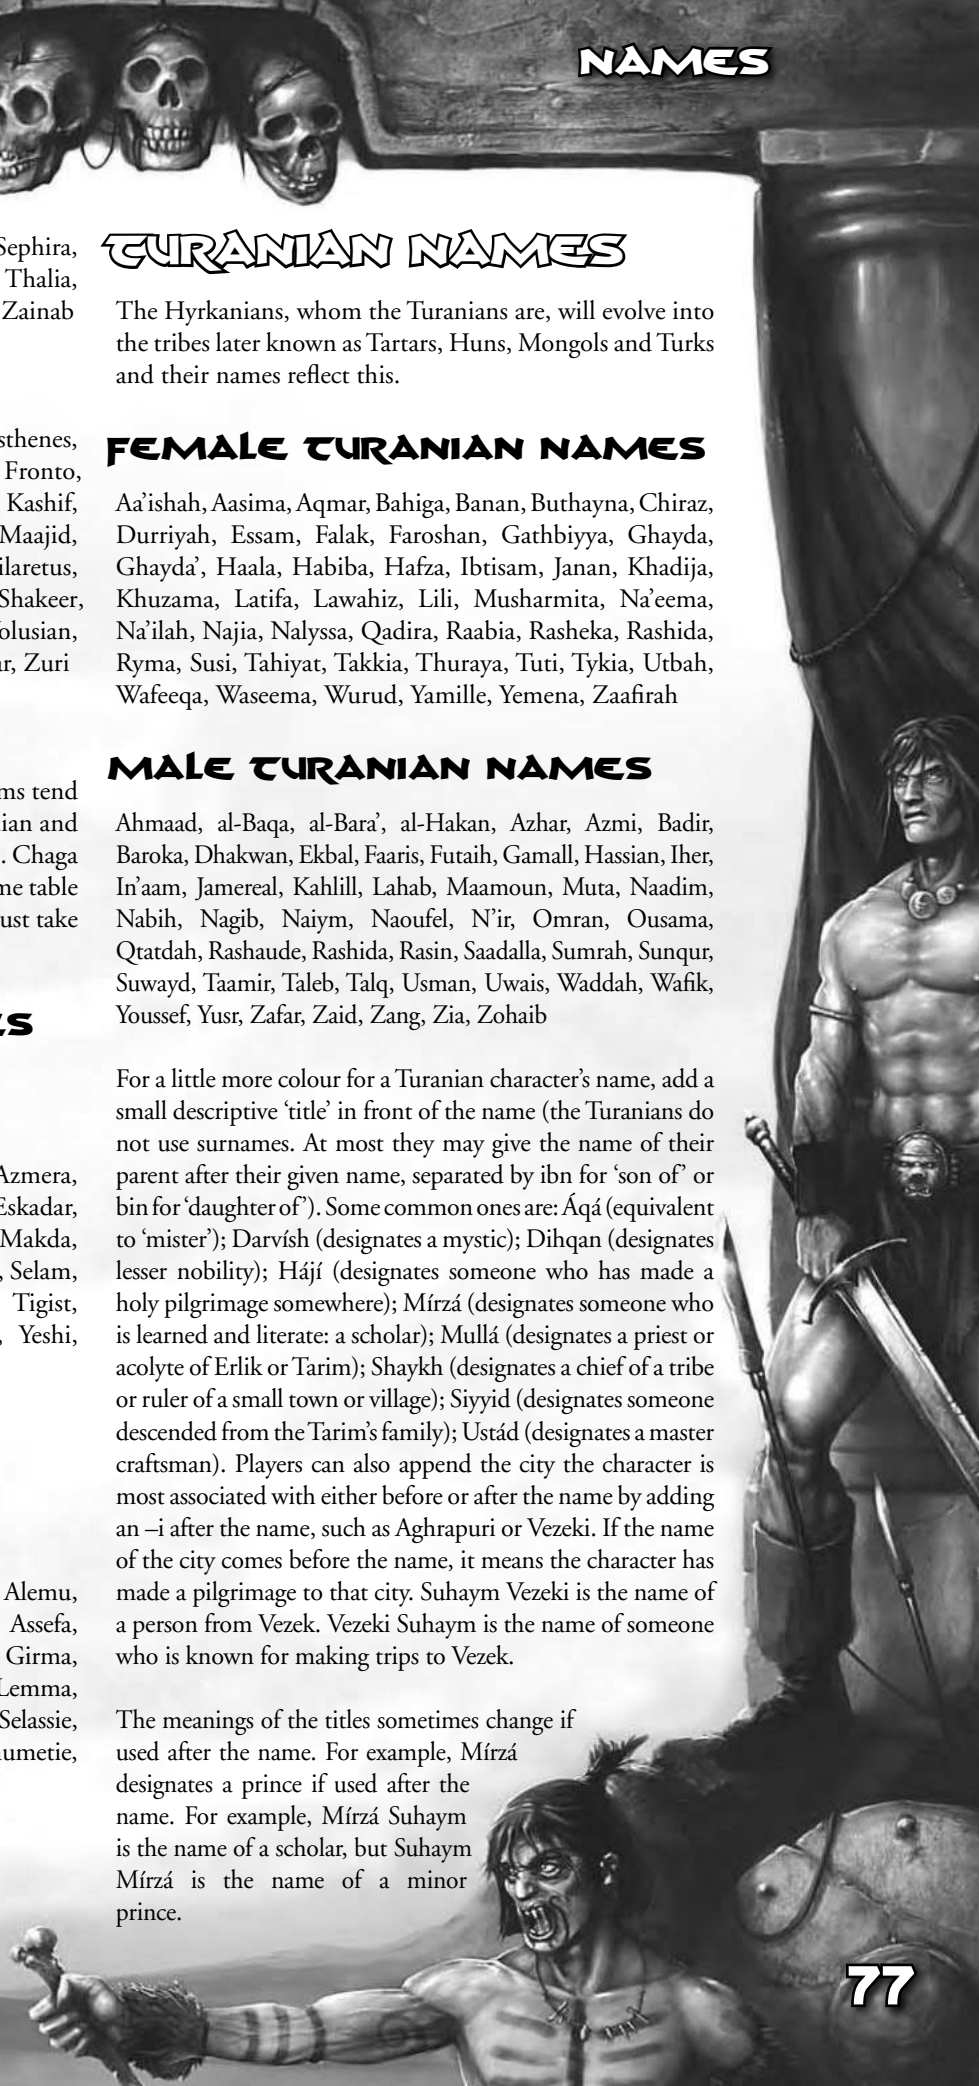 NAMES
Sephira,
Thalia,
Zainab
sthenes,
Fronto,
Kashif,
Maajid,
ilaretus,
Shakeer,
olusian,
ar, Zuri
ms tend
ian and
. Chaga
me table
ust take
ES
Azmera,
Eskadar,
Makda,
, Selam,
Tigist,
, Yeshi,
Alemu,
Assefa,
Girma,
Lemma,
Selassie,
umetie,
TURANIAN NAMES
The Hyrkanians, whom the Turanians are, will evolve into
the tribes later known as Tartars, Huns, Mongols and Turks
and their names reflect this.
FEMALE TURANIAN NAMES
Aa’ishah, Aasima, Aqmar, Bahiga, Banan, Buthayna, Chiraz,
Durriyah, Essam, Falak, Faroshan, Gathbiyya, Ghayda,
Ghayda’, Haala, Habiba, Hafza, Ibtisam, Janan, Khadija,
Khuzama, Latifa, Lawahiz, Lili, Musharmita, Na’eema,
Na’ilah, Najia, Nalyssa, Qadira, Raabia, Rasheka, Rashida,
Ryma, Susi, Tahiyat, Takkia, Thuraya, Tuti, Tykia, Utbah,
Wafeeqa, Waseema, Wurud, Yamille, Yemena, Zaafirah
MALE TURANIAN NAMES
Ahmaad, al-Baqa, al-Bara’, al-Hakan, Azhar, Azmi, Badir,
Baroka, Dhakwan, Ekbal, Faaris, Futaih, Gamall, Hassian, Iher,
In’aam, Jamereal, Kahlill, Lahab, Maamoun, Muta, Naadim,
Nabih, Nagib, Naiym, Naoufel, N’ir, Omran, Ousama,
Qtatdah, Rashaude, Rashida, Rasin, Saadalla, Sumrah, Sunqur,
Suwayd, Taamir, Taleb, Talq, Usman, Uwais, Waddah, Wafik,
Youssef, Yusr, Zafar, Zaid, Zang, Zia, Zohaib
For a little more colour for a Turanian character’s name, add a
small descriptive ‘title’ in front of the name (the Turanians do
not use surnames. At most they may give the name of their
parent after their given name, separated by ibn for ‘son of’ or
bin for ‘daughter of’). Some common ones are: Áqá (equivalent
to ‘mister’); Darvísh (designates a mystic); Dihqan (designates
lesser nobility); Hájí (designates someone who has made a
holy pilgrimage somewhere); Mírzá (designates someone who
is learned and literate: a scholar); Mullá (designates a priest or
acolyte of Erlik or Tarim); Shaykh (designates a chief of a tribe
or ruler of a small town or village); Siyyid (designates someone
descended from the Tarim’s family); Ustád (designates a master
craftsman). Players can also append the city the character is
most associated with either before or after the name by adding
an –i after the name, such as Aghrapuri or Vezeki. If the name
of the city comes before the name, it means the character has
made a pilgrimage to that city. Suhaym Vezeki is the name of
a person from Vezek. Vezeki Suhaym is the name of someone
who is known for making trips to Vezek.
The meanings of the titles sometimes change if
used after the name. For example, Mírzá
designates a prince if used after the
name. For example, Mírzá Suhaym
is the name of a scholar, but Suhaym
Mírzá is the name of a minor
prince.
77